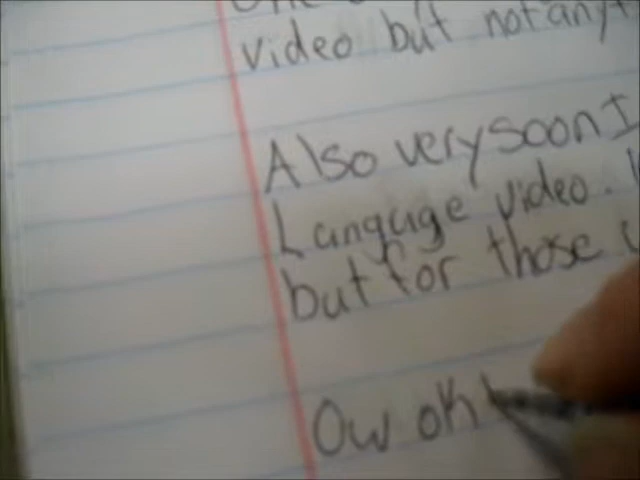 video but not any
Also very soon I
Languge video.
but for those
Ow oh